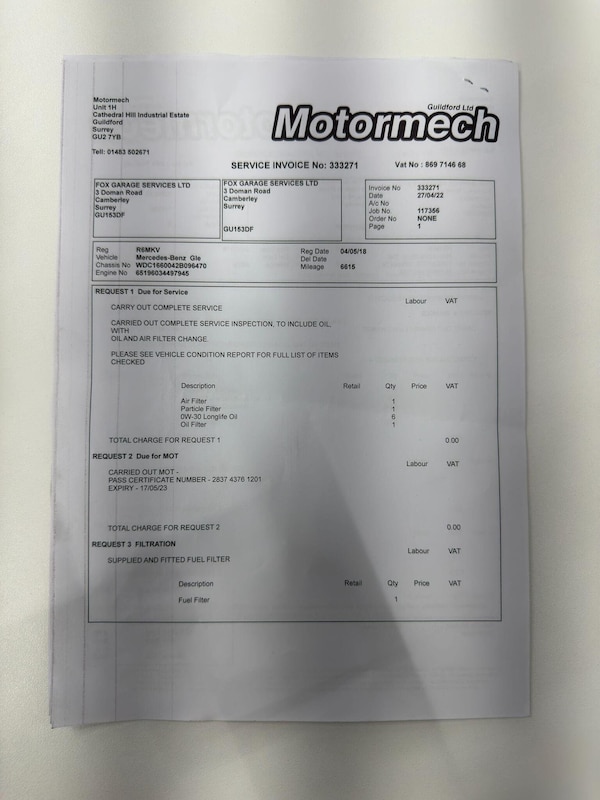 Motormech
Unit 1H
Cathedral Hill Industrial Estate
Guildford
Surrey
GU2 7YB
Tell: 01483 502671
Guildford Ltd
Motormech
SERVICE INVOICE No: 333271 Vat No : 869 7146 68
FOX GARAGE SERVICES LTD
3 Doman Road
Camberley
Surrey
GU153DF
FOX GARAGE SERVICES LTD
3 Doman Road
Camberley
Surrey
GU153DF
Invoice No 333271
Date 27/04/22
A/c No
Job No. 117356
Order No NONE
Page 1
Reg R6MKV Reg Date 04/05/18
Vehicle Mercedes-Benz Gle Del Date
Chassis No WDC1660042B096470 Mileage 6615
Engine No 65196034497945
REQUEST 1 Due for Service Labour VAT
CARRY OUT COMPLETE SERVICE
CARRIED OUT COMPLETE SERVICE INSPECTION, TO INCLUDE OIL,
WITH
OIL AND AIR FILTER CHANGE.
PLEASE SEE VEHICLE CONDITION REPORT FOR FULL LIST OF ITEMS
CHECKED
Description Retail Qty Price VAT
Air Filter 1
Particle Filter 1
0W-30 Longlife Oil 6
Oil Filter 1
TOTAL CHARGE FOR REQUEST 1 0.00
REQUEST 2 Due for MOT Labour VAT
CARRIED OUT MOT -
PASS CERTIFICATE NUMBER - 2837 4376 1201
EXPIRY - 17/05/23
TOTAL CHARGE FOR REQUEST 2 0.00
REQUEST 3 FILTRATION Labour VAT
SUPPLIED AND FITTED FUEL FILTER
Description Retail Qty Price VAT
Fuel Filter 1